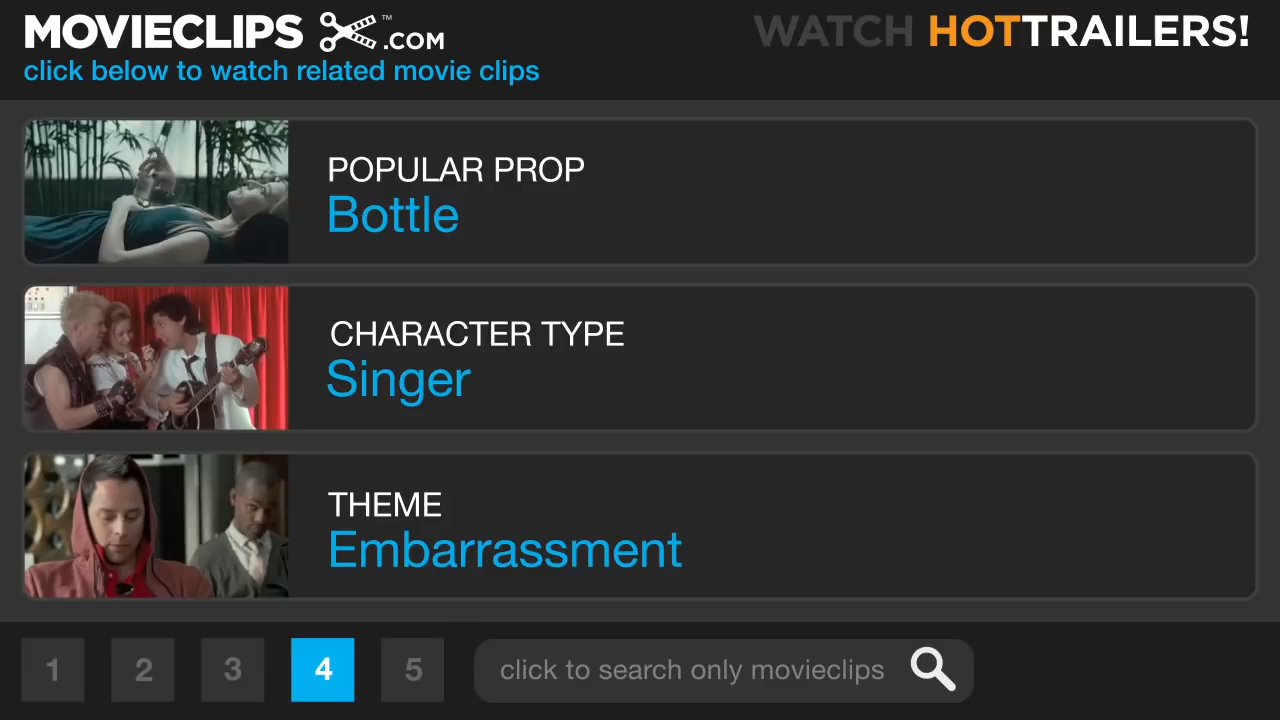 MOVIECLIPS ™.COM
WATCH HOTTRAILERS!
click below to watch related movie clips
POPULAR PROP
Bottle
CHARACTER TYPE
Singer
THEME
Embarrassment
1 2 3 4 5
click to search only movieclips